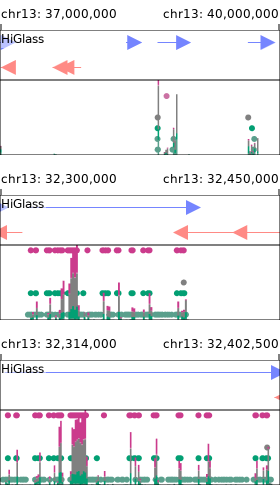 chr13: 37,000,000 chr13: 40,000,000
HiGlass
chr13: 32,300,000 chr13: 32,450,000
HiGlass
chr13: 32,314,000 chr13: 32,402,500
HiGlass